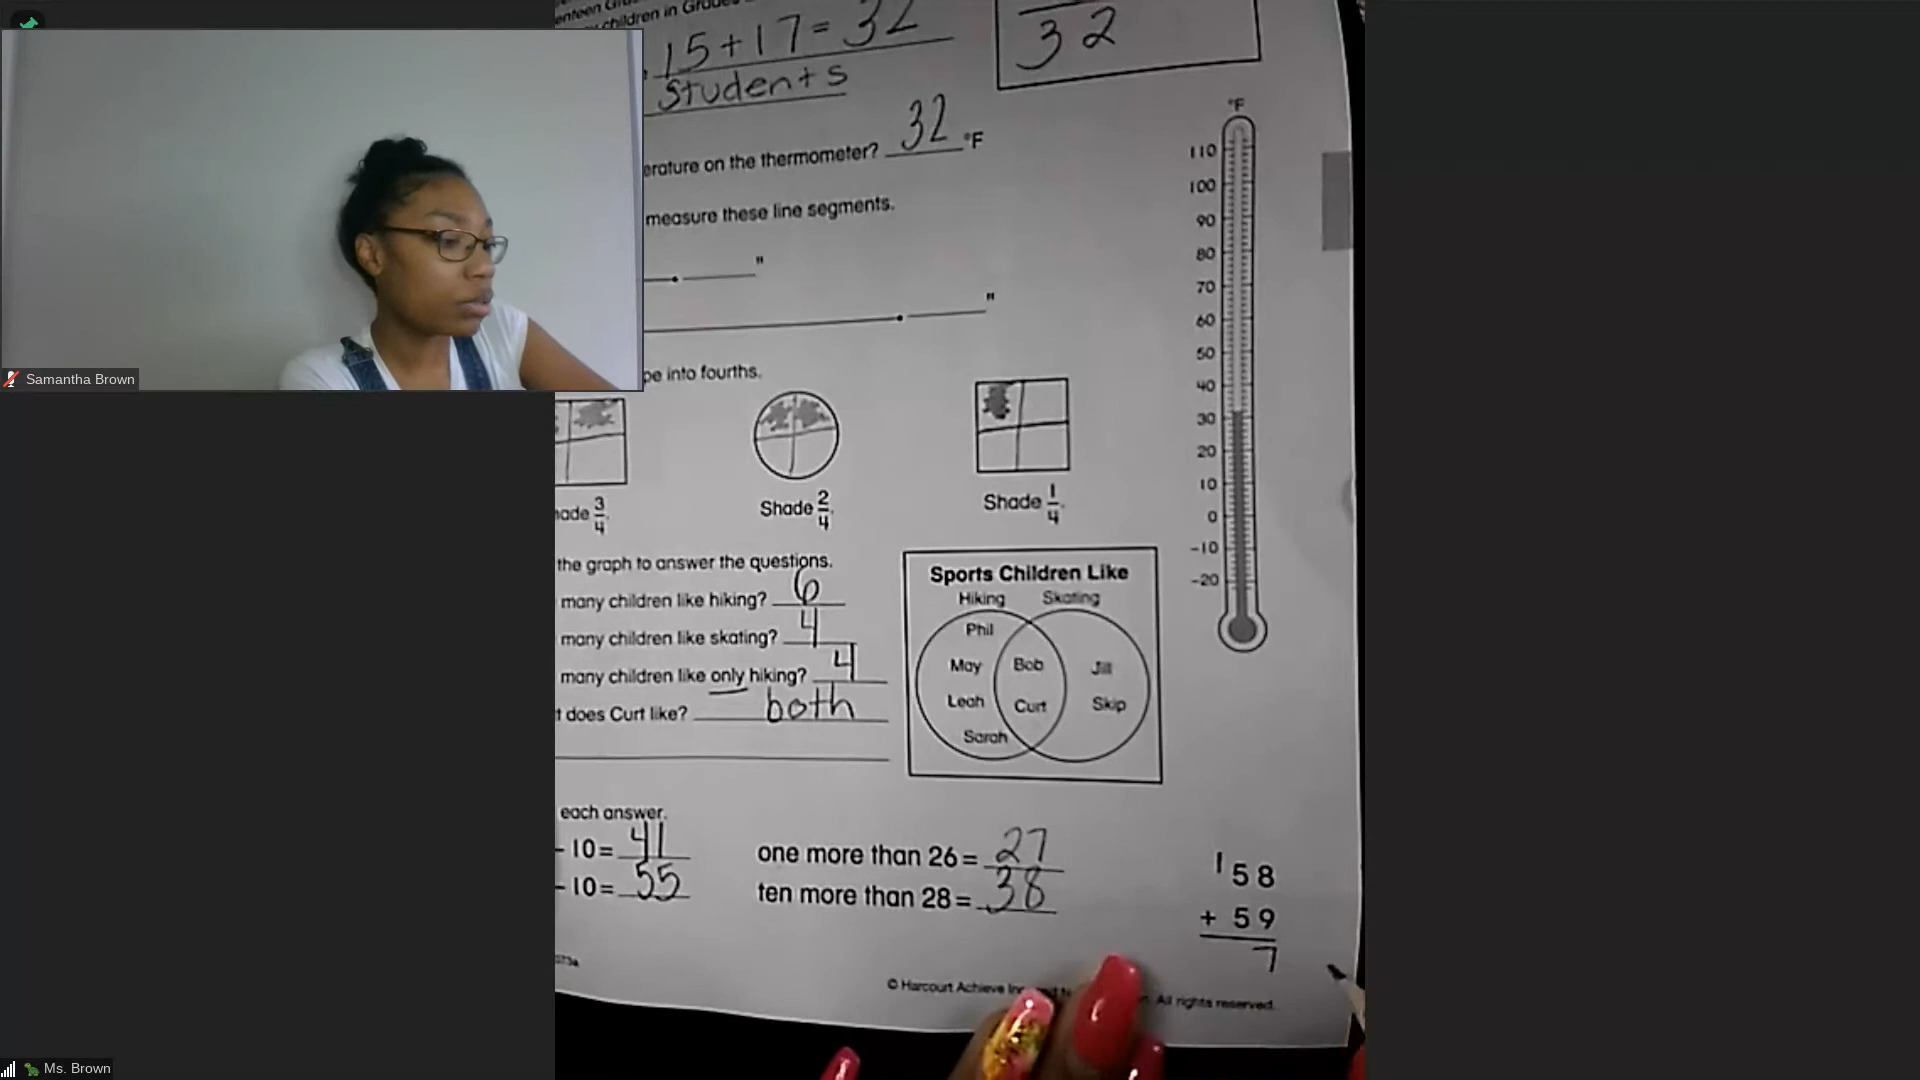 children in Grades
15+17=32
32
students
°F
erature on the thermometer? 32 °F
110
100
90
80
70
60
50
40
30
20
10
0
-10
-20
measure these line segments.
"
"
Samantha Brown
pe into fourths.
ade 3/4.
Shade 2/4.
Shade 1/4.
the graph to answer the questions.
many children like hiking? 6
many children like skating? 4
many children like only hiking? 4
t does Curt like? both
Sports Children Like
Hiking Skating
Phil
May Bob Jill
Leah Curt Skip
Sarah
each answer.
- 10 = 41
- 10 = 55
one more than 26 = 27
ten more than 28 = 38
1 58
+ 59
7
© Harcourt Achieve All rights reserved.
Ms. Brown